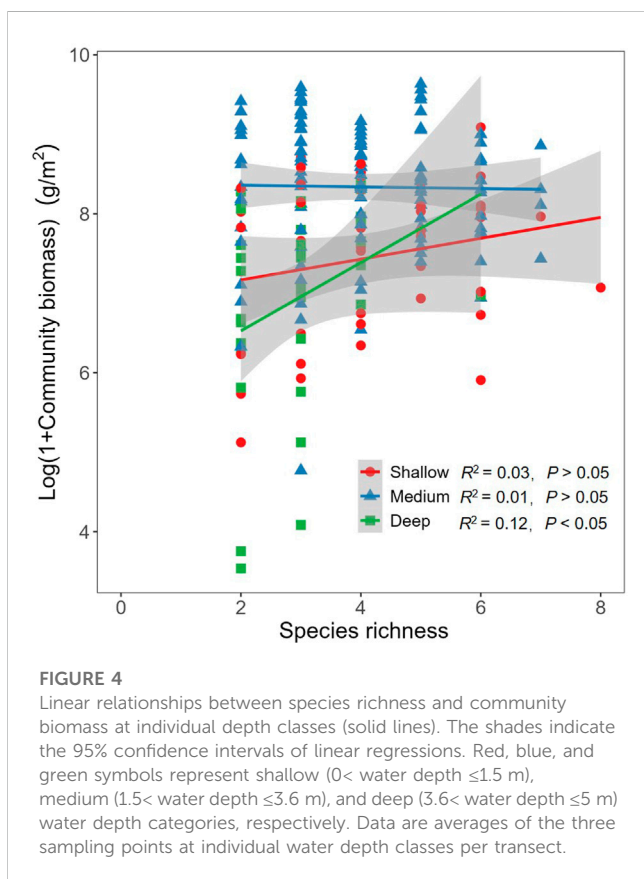 10
8
6
4
Log(1+Community biomass) (g/m²)
Shallow R² = 0.03, P > 0.05
Medium R² = 0.01, P > 0.05
Deep R² = 0.12, P < 0.05
0 2 4 6 8
Species richness
FIGURE 4
Linear relationships between species richness and community
biomass at individual depth classes (solid lines). The shades indicate
the 95% confidence intervals of linear regressions. Red, blue, and
green symbols represent shallow (0< water depth ≤1.5 m),
medium (1.5< water depth ≤3.6 m), and deep (3.6< water depth ≤5 m)
water depth categories, respectively. Data are averages of the three
sampling points at individual water depth classes per transect.